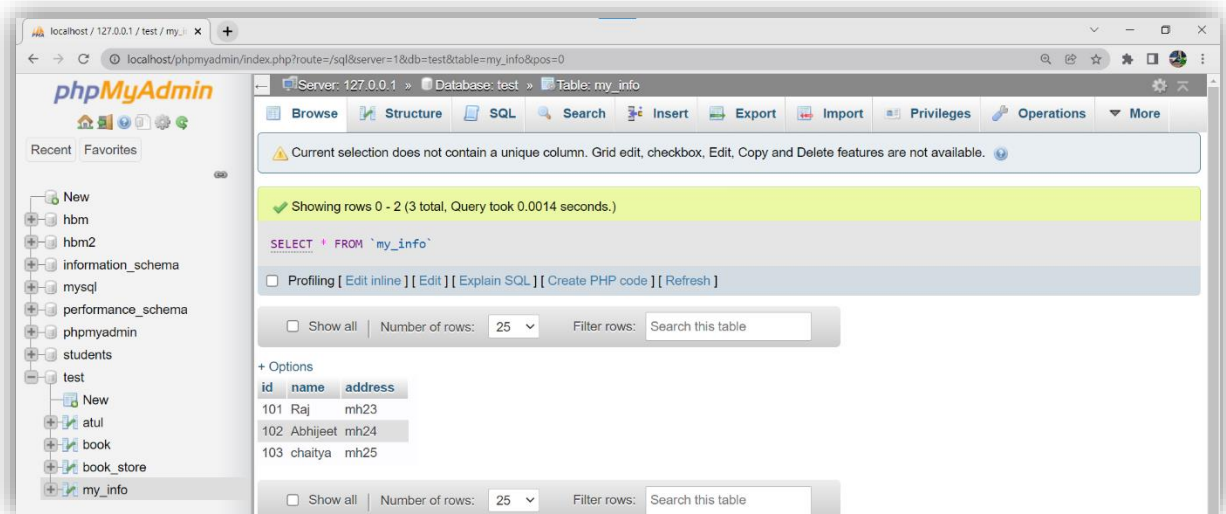 localhost / 127.0.0.1 / test / my_i
localhost/phpmyadmin/index.php?route=/sql&server=1&db=test&table=my_info&pos=0
phpMyAdmin
Recent Favorites
New
hbm
hbm2
information_schema
mysql
performance_schema
phpmyadmin
students
test
New
atul
book
book_store
my_info
Server: 127.0.0.1 » Database: test » Table: my_info
Browse Structure SQL Search Insert Export Import Privileges Operations More
Current selection does not contain a unique column. Grid edit, checkbox, Edit, Copy and Delete features are not available.
Showing rows 0 - 2 (3 total, Query took 0.0014 seconds.)
SELECT * FROM `my_info`
Profiling [ Edit inline ] [ Edit ] [ Explain SQL ] [ Create PHP code ] [ Refresh ]
Show all | Number of rows: 25 Filter rows: Search this table
+ Options
id name address
101 Raj mh23
102 Abhijeet mh24
103 chaitya mh25
Show all | Number of rows: 25 Filter rows: Search this table